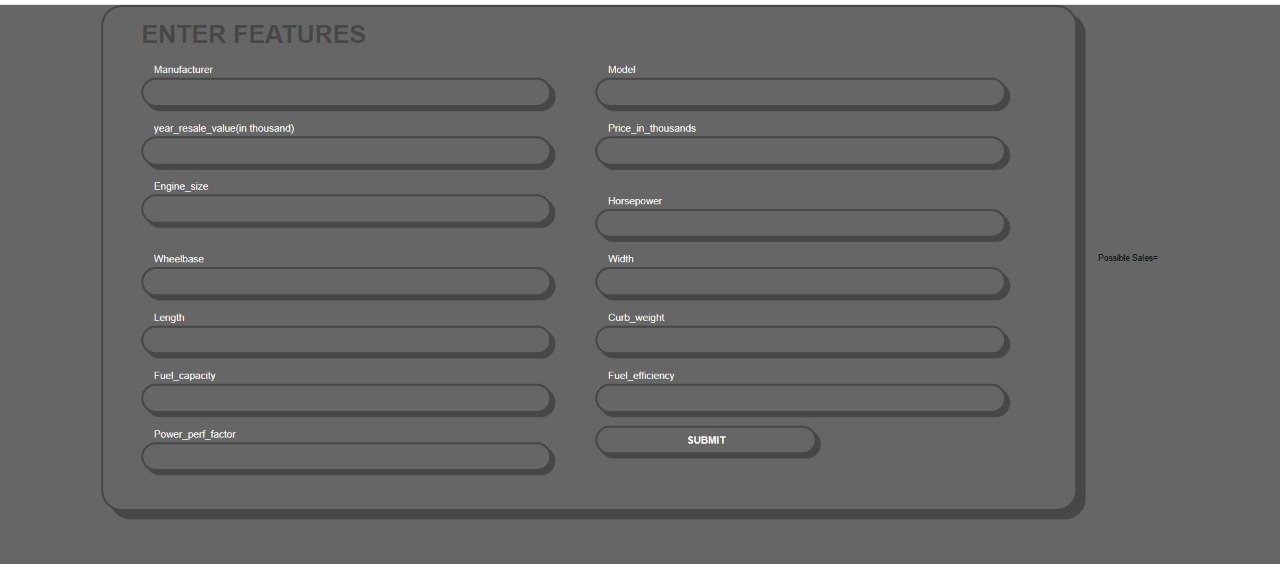 ENTER FEATURES
Manufacturer
Model
year_resale_value(in thousand)
Price_in_thousands
Engine_size
Horsepower
Wheelbase
Width
Possible Sales=
Length
Curb_weight
Fuel_capacity
Fuel_efficiency
Power_perf_factor
SUBMIT